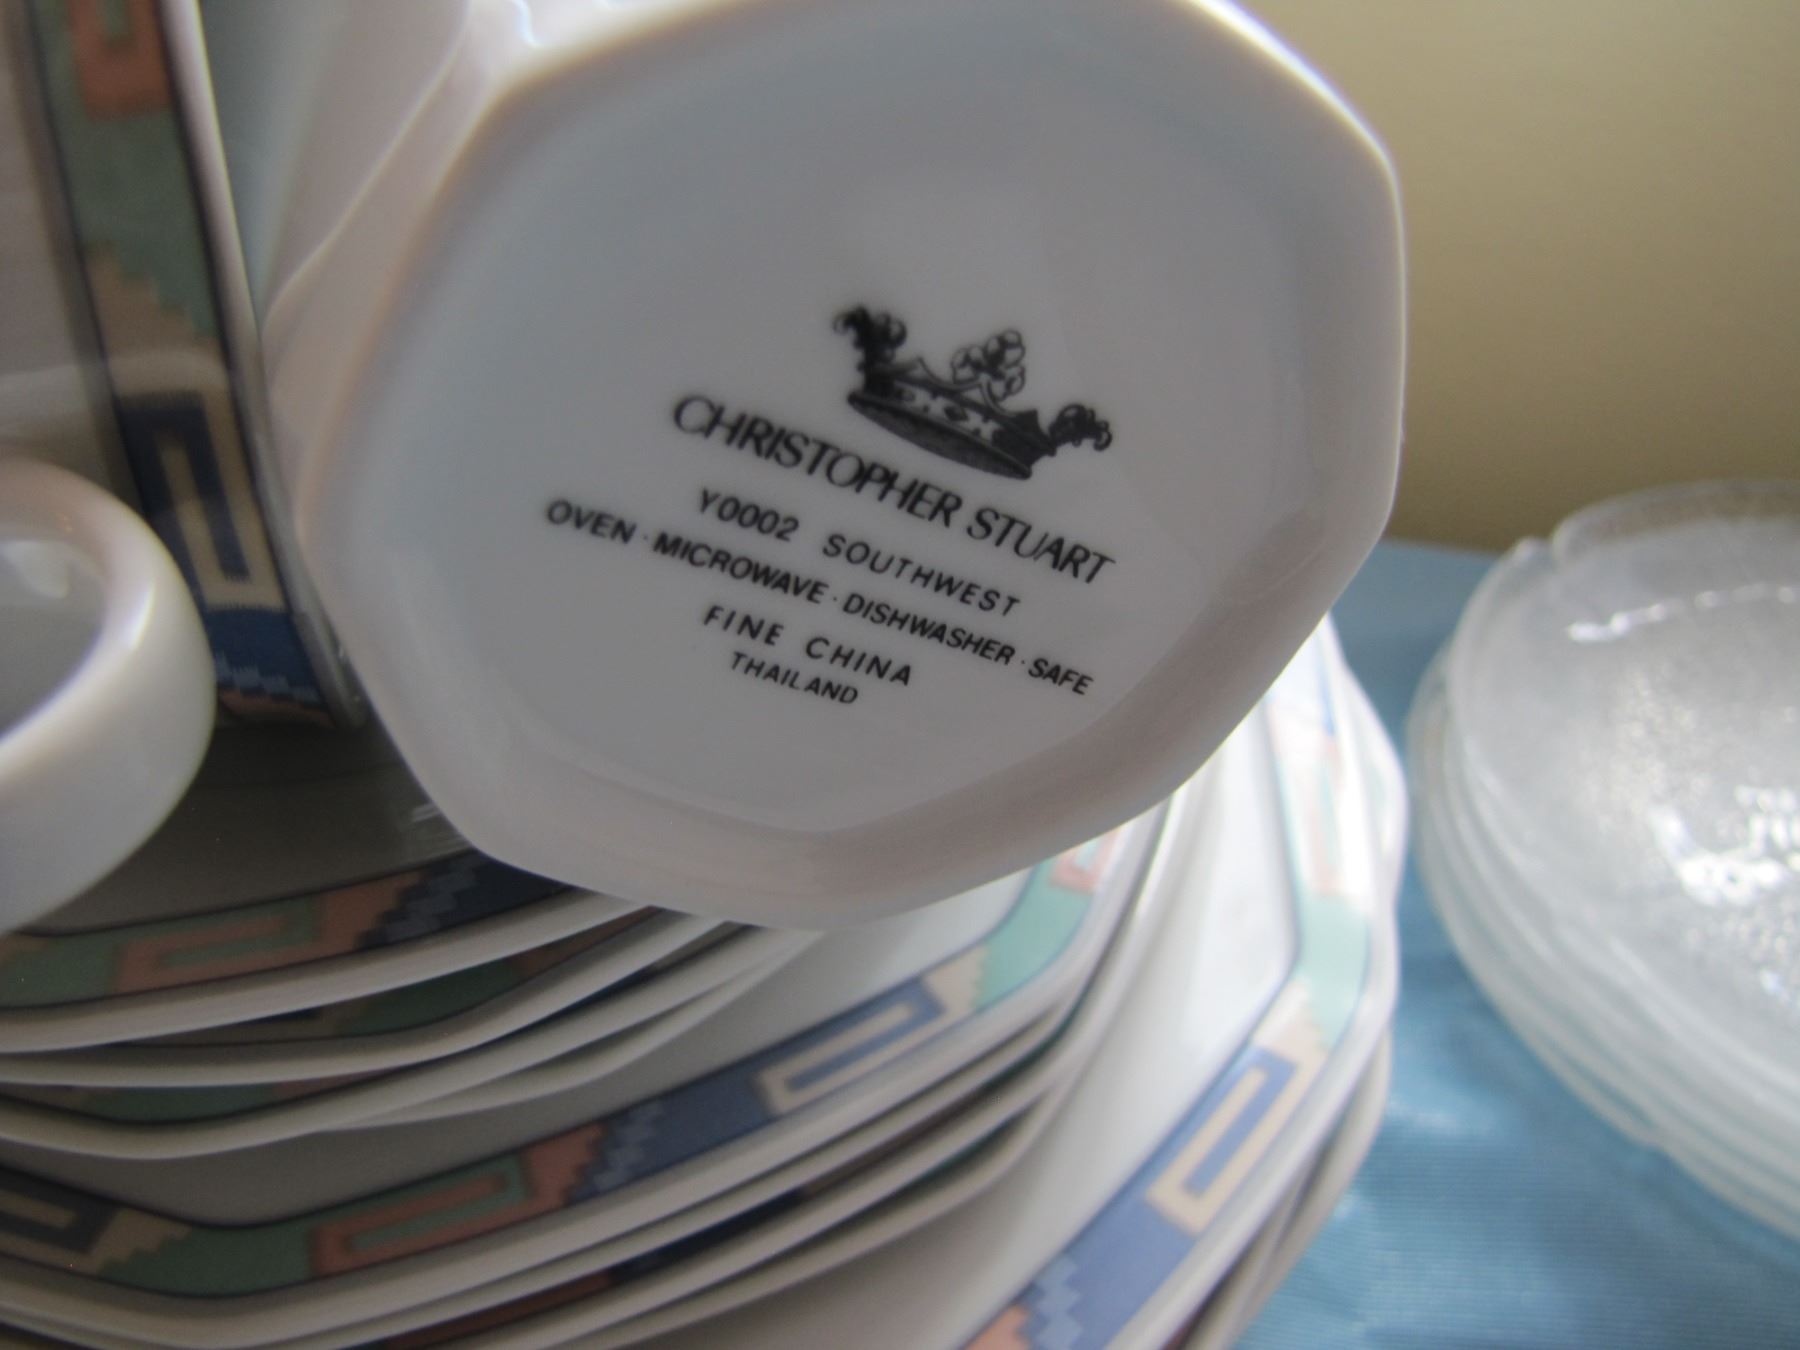 CHRISTOPHER STUART
Y0002 SOUTHWEST
OVEN · MICROWAVE · DISHWASHER · SAFE
FINE CHINA
THAILAND